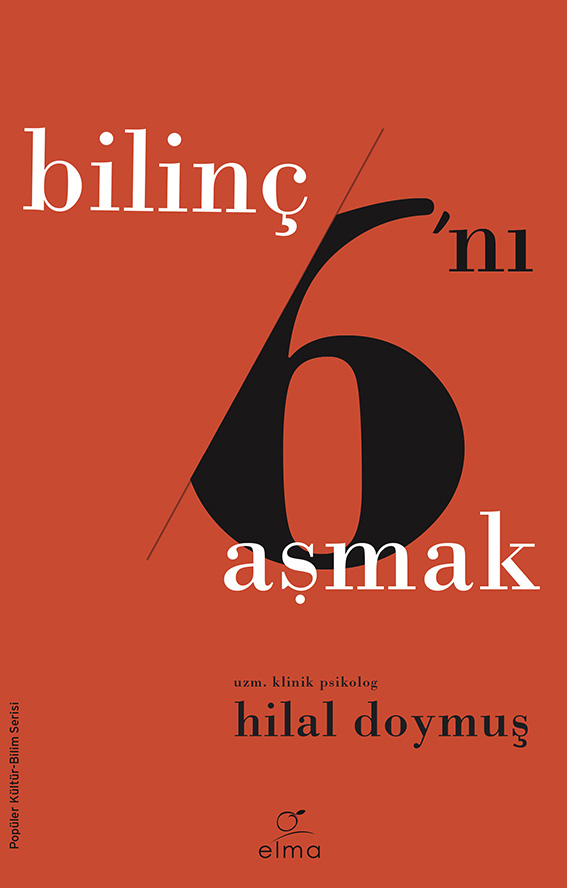 bilinç
6
'nı
aşmak
uzm. klinik psikolog
hilal doymuş
Popüler Kültür-Bilim Serisi
elma